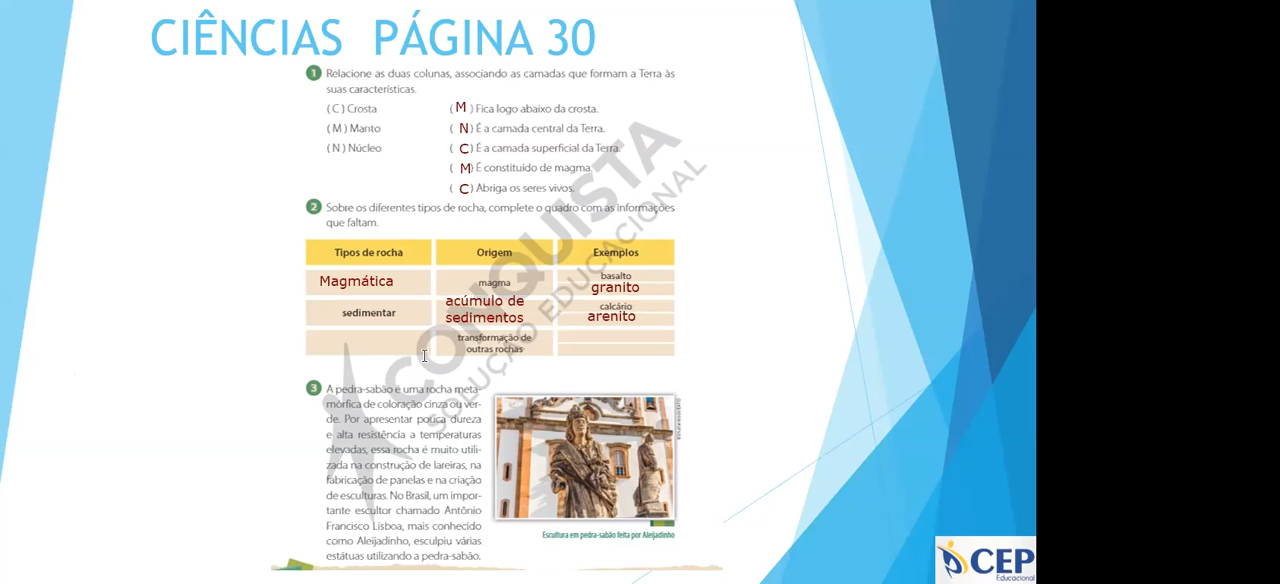 CIÊNCIAS PÁGINA 30
1 Relacione as duas colunas, associando as camadas que formam a Terra às
suas características.
( C ) Crosta
( M ) Manto
( N ) Núcleo
( M ) Fica logo abaixo da crosta.
( N ) É a camada central da Terra.
( C ) É a camada superficial da Terra.
( M ) É constituído de magma.
( C ) Abriga os seres vivos.
2 Sobre os diferentes tipos de rocha, complete o quadro com as informações
que faltam.
Tipos de rocha Origem Exemplos
Magmática magma basalto
granito
sedimentar acúmulo de
sedimentos
calcário
arenito
transformação de
outras rochas
3 A pedra-sabão é uma rocha meta-
mórfica de coloração cinza ou ver-
de. Por apresentar pouca dureza
e alta resistência a temperaturas
elevadas, essa rocha é muito utili-
zada na construção de lareiras, na
fabricação de panelas e na criação
de esculturas. No Brasil, um impor-
tante escultor chamado Antônio
Francisco Lisboa, mais conhecido
como Aleijadinho, esculpiu várias
estátuas utilizando a pedra-sabão.
Escultura em pedra-sabão feita por Aleijadinho
CONQUISTA
SOLUÇÃO EDUCACIONAL
CEP
Educacional